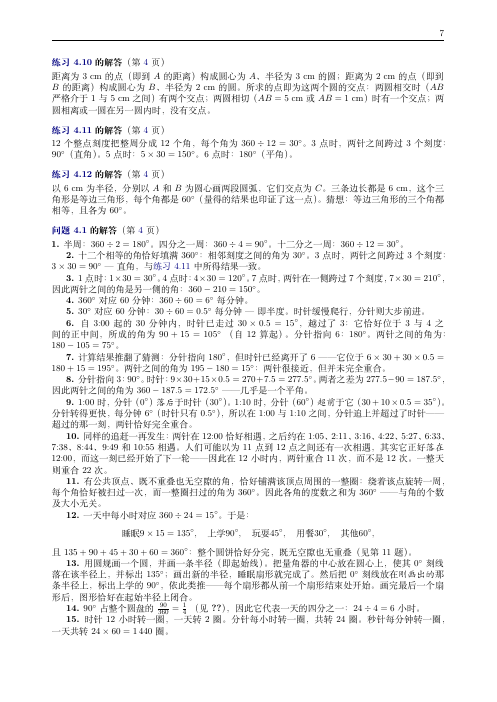 7
练习 4.10 的解答（第 4 页）
距离为 3 cm 的点（即到 A 的距离）构成圆心为 A、半径为 3 cm 的圆；距离为 2 cm 的点（即到
B 的距离）构成圆心为 B、半径为 2 cm 的圆。所求的点即为这两个圆的交点：两圆相交时（AB
严格介于 1 与 5 cm 之间）有两个交点；两圆相切（AB = 5 cm 或 AB = 1 cm）时有一个交点；两
圆相离或一圆在另一圆内时，没有交点。
练习 4.11 的解答（第 4 页）
12 个整点刻度把整周分成 12 个角，每个角为 360 ÷ 12 = 30°。3 点时，两针之间跨过 3 个刻度：
90°（直角）。5 点时：5 × 30 = 150°。6 点时：180°（平角）。
练习 4.12 的解答（第 4 页）
以 6 cm 为半径，分别以 A 和 B 为圆心画两段圆弧，它们交点为 C。三条边长都是 6 cm，这个三
角形是等边三角形，每个角都是 60°（量得的结果也印证了这一点）。猜想：等边三角形的三个角都
相等，且各为 60°。
问题 4.1 的解答（第 4 页）
1. 半周：360 ÷ 2 = 180°。四分之一周：360 ÷ 4 = 90°。十二分之一周：360 ÷ 12 = 30°。
2. 十二个相等的角恰好填满 360°：相邻刻度之间的角为 30°。3 点时，两针之间跨过 3 个刻度：
3 × 30 = 90° — 直角，与练习 4.11 中所得结果一致。
3. 1 点时：1×30 = 30°。4 点时：4×30 = 120°。7 点时，两针在一侧跨过 7 个刻度，7×30 = 210°，
因此两针之间的角是另一侧的角：360 − 210 = 150°。
4. 360° 对应 60 分钟：360 ÷ 60 = 6° 每分钟。
5. 30° 对应 60 分钟：30 ÷ 60 = 0.5° 每分钟 — 即半度。时针缓慢爬行，分针则大步前进。
6. 自 3:00 起的 30 分钟内，时针已走过 30 × 0.5 = 15°，越过了 3：它恰好位于 3 与 4 之
间的正中间，所成的角为 90 + 15 = 105°（自 12 算起）。分针指向 6：180°。两针之间的角为：
180 − 105 = 75°。
7. 计算结果推翻了猜测：分针指向 180°，但时针已经离开了 6 ——它位于 6 × 30 + 30 × 0.5 =
180 + 15 = 195°。两针之间的角为 195 − 180 = 15°：两针很接近，但并未完全重合。
8. 分针指向 3：90°。时针：9×30+15×0.5 = 270+7.5 = 277.5°。两者之差为 277.5−90 = 187.5°，
因此两针之间的角为 360 − 187.5 = 172.5° ——几乎是一个平角。
9. 1:00 时，分针（0°）落后于时针（30°）。1:10 时，分针（60°）超前于它（30 + 10 × 0.5 = 35°）。
分针转得更快，每分钟 6°（时针只有 0.5°），所以在 1:00 与 1:10 之间，分针追上并超过了时针——
超过的那一刻，两针恰好完全重合。
10. 同样的追赶一再发生：两针在 12:00 恰好相遇，之后约在 1:05、2:11、3:16、4:22、5:27、6:33、
7:38、8:44、9:49 和 10:55 相遇。人们可能以为 11 点到 12 点之间还有一次相遇，其实它正好落在
12:00，而这一刻已经开始了下一轮——因此在 12 小时内，两针重合 11 次，而不是 12 次。一整天
则重合 22 次。
11. 有公共顶点、既不重叠也无空隙的角，恰好铺满该顶点周围的一整圈：绕着该点旋转一周，
每个角恰好被扫过一次，而一整圈扫过的角为 360°。因此各角的度数之和为 360° ——与角的个数
及大小无关。
12. 一天中每小时对应 360 ÷ 24 = 15°。于是：
睡眠9 × 15 = 135°， 上学90°， 玩耍45°， 用餐30°， 其他60°，
且 135 + 90 + 45 + 30 + 60 = 360°：整个圆饼恰好分完，既无空隙也无重叠（见第 11 题）。
13. 用圆规画一个圆，并画一条半径（即起始线）。把量角器的中心放在圆心上，使其 0° 刻线
落在该半径上，并标出 135°；画出新的半径，睡眠扇形就完成了。然后把 0° 刻线放在刚画出的那
条半径上，标出上学的 90°，依此类推——每个扇形都从前一个扇形结束处开始。画完最后一个扇
形后，图形恰好在起始半径上闭合。
14. 90° 占整个圆盘的 90/360 = 1/4（见 ??），因此它代表一天的四分之一：24 ÷ 4 = 6 小时。
15. 时针 12 小时转一圈，一天转 2 圈。分针每小时转一圈，共转 24 圈。秒针每分钟转一圈，
一天共转 24 × 60 = 1 440 圈。